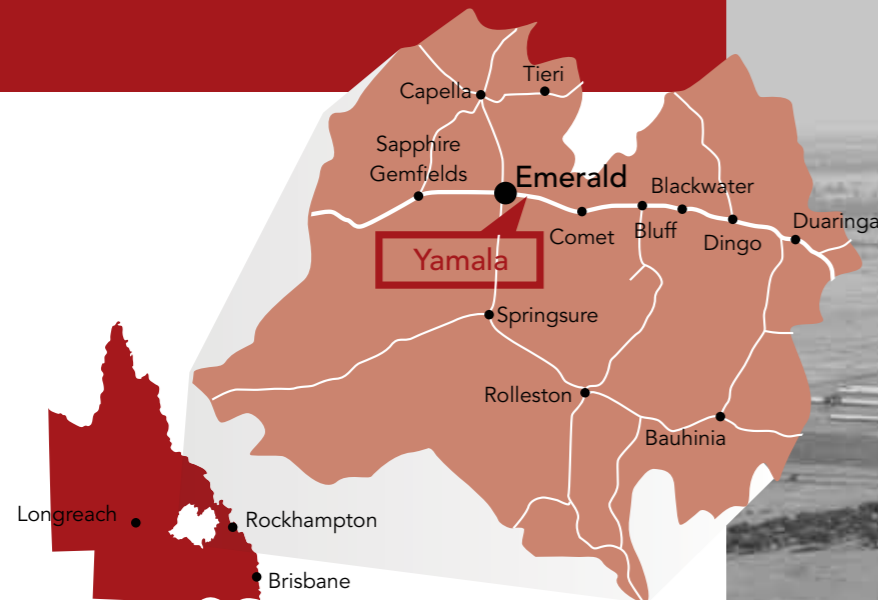 Tieri
Capella
Sapphire
Gemfields
Emerald
Blackwater
Duaringa
Comet
Bluff
Dingo
Yamala
Springsure
Rolleston
Bauhinia
Longreach
Rockhampton
Brisbane